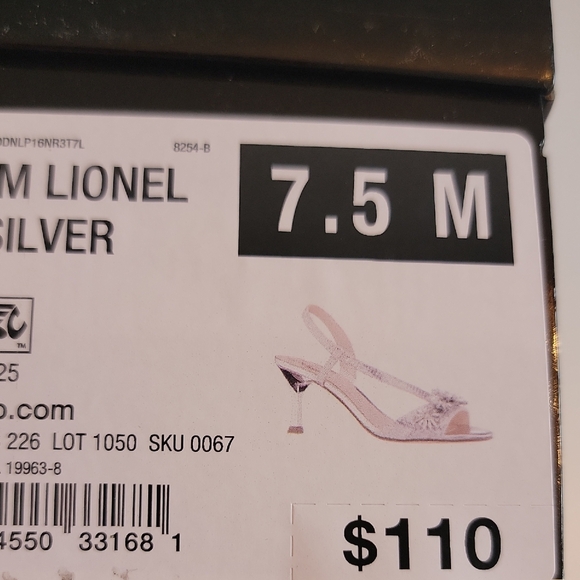 DDNLP16NR3T7L 8254-B
M LIONEL
SILVER
7.5 M
TM
25
o.com
226 LOT 1050 SKU 0067
19963-8
4550 33168 1
$110